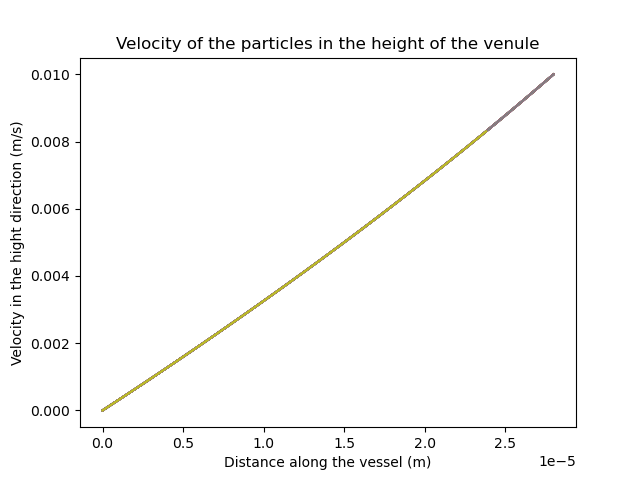 Velocity of the particles in the height of the venule
Velocity in the hight direction (m/s)
0.010
0.008
0.006
0.004
0.002
0.000
0.0 0.5 1.0 1.5 2.0 2.5
1e−5
Distance along the vessel (m)